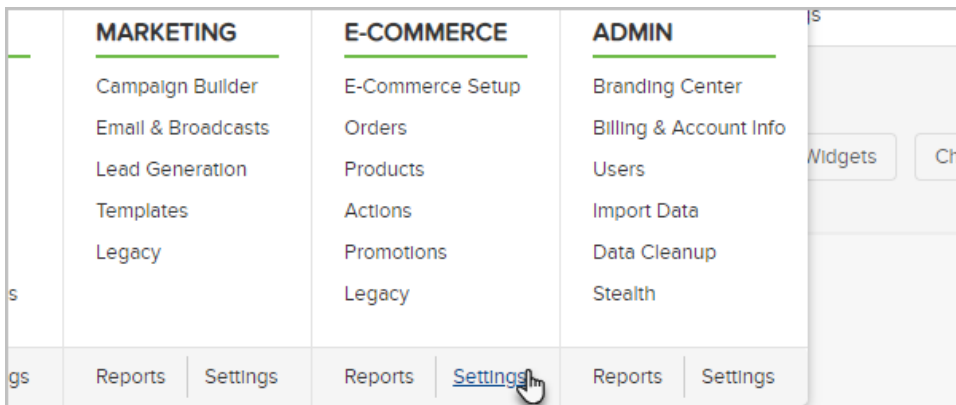 MARKETING
Campaign Builder
Email & Broadcasts
Lead Generation
Templates
Legacy
Reports
Settings
E-COMMERCE
E-Commerce Setup
Orders
Products
Actions
Promotions
Legacy
Reports
Settings
ADMIN
Branding Center
Billing & Account Info
Users
Import Data
Data Cleanup
Stealth
Reports
Settings
Widgets